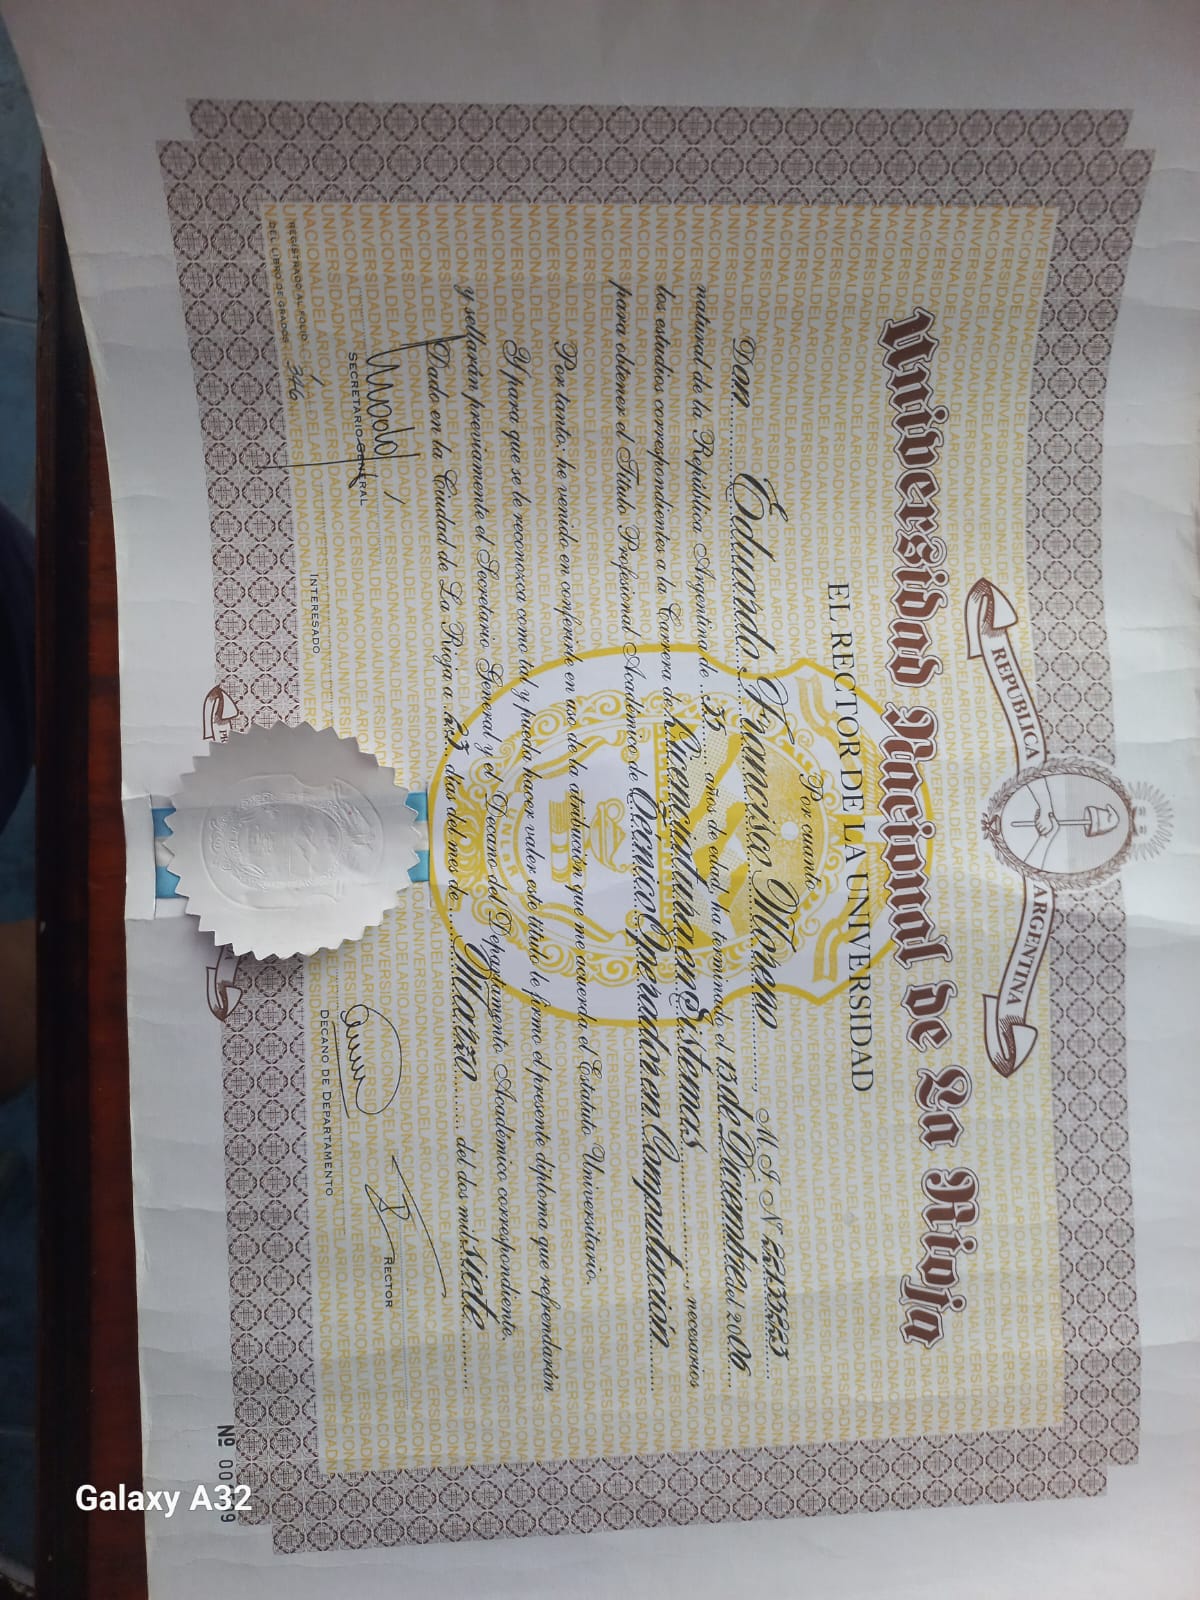 REPUBLICA ARGENTINA
Universidad Nacional de La Rioja
EL RECTOR DE LA UNIVERSIDAD
Por cuanto
Don Eduardo Francisco Moreno, M. I. Nº 22135223
natural de la República Argentina de 35 años de edad, ha terminado el 13 de Diciembre del 2006
los estudios correspondientes a la Carrera de Licenciatura en Sistemas, necesarios
para obtener el Título Profesional Académico de Técnico Operador en Computación
Por tanto, he venido en conferirle en uso de la atribución que me acuerda el Estatuto Universitario.
Y para que se le reconozca como tal y pueda hacer valer este título le firmo el presente diploma que refrendarán
y sellarán previamente el Secretario General y el Decano del Departamento Académico correspondiente.
Dado en la Ciudad de La Rioja a 23 días del mes de Marzo del dos mil Siete
SECRETARIO GENERAL
RECTOR
INTERESADO
DECANO DE DEPARTAMENTO
REGISTRADO AL FOLIO 346
DEL LIBRO DE GRADOS
Nº
Galaxy A32